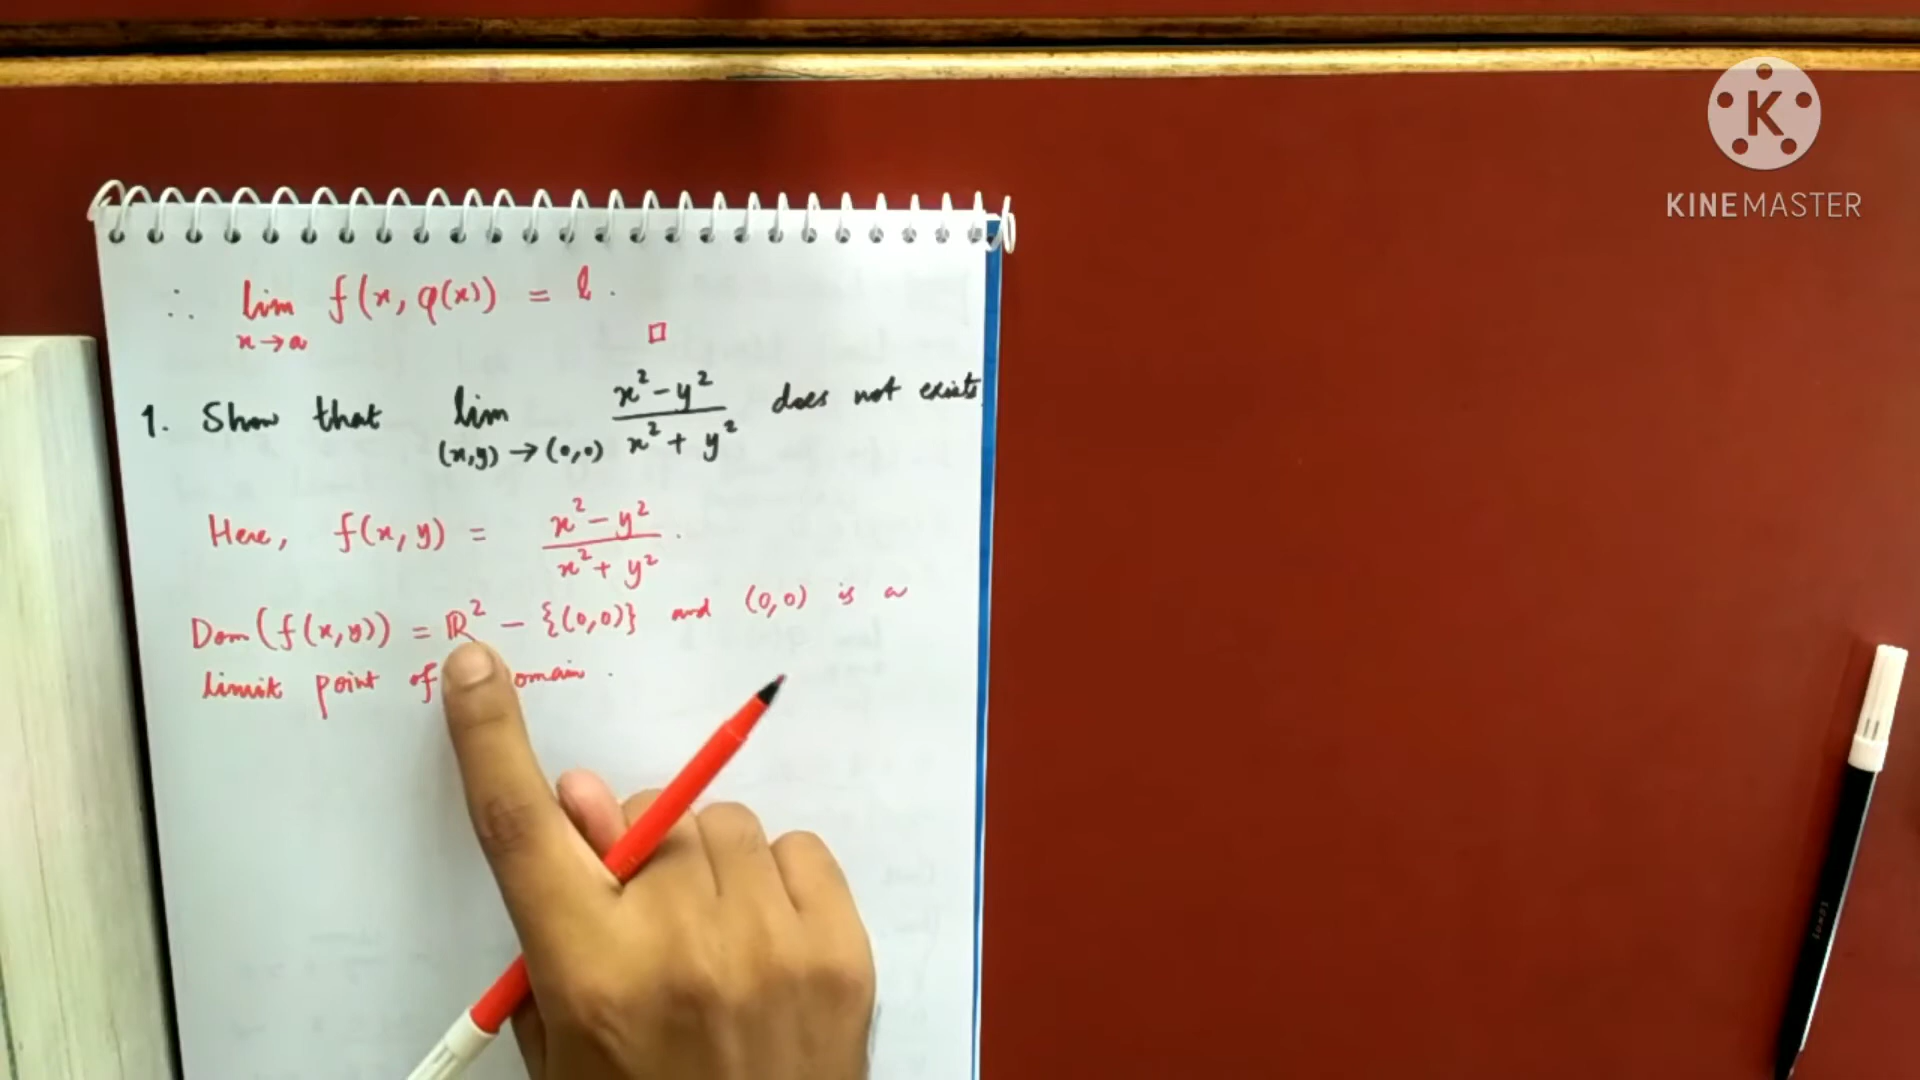 ∴ lim f(x, φ(x)) = l.
x→a
□
1. Show that lim (x,y)→(0,0) x²-y² / x²+y² does not exists.
Here, f(x,y) = x²-y² / x²+y².
Dom(f(x,y)) = ℝ² - {(0,0)} and (0,0) is a
limit point of omain.
K
KINEMASTER